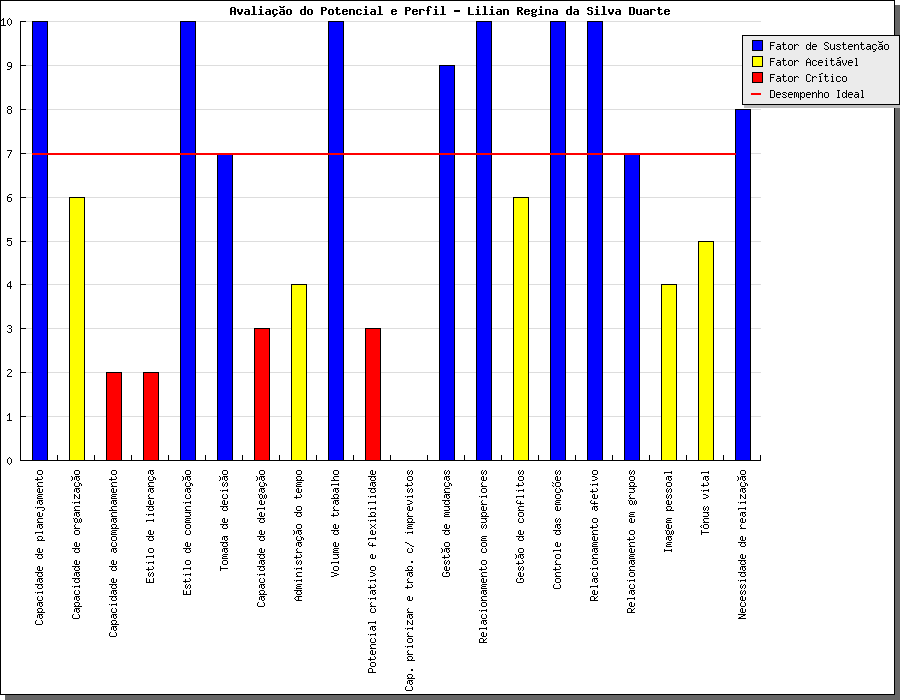 Avaliação do Potencial e Perfil - Lilian Regina da Silva Duarte
Fator de Sustentação
Fator Aceitável
Fator Crítico
Desempenho Ideal
10
9
8
7
6
5
4
3
2
1
0
Capacidade de planejamento
Capacidade de organização
Capacidade de acompanhamento
Estilo de liderança
Estilo de comunicação
Tomada de decisão
Capacidade de delegação
Administração do tempo
Volume de trabalho
Potencial criativo e flexibilidade
Cap. priorizar e trab. c/ imprevistos
Gestão de mudanças
Relacionamento com superiores
Gestão de conflitos
Controle das emoções
Relacionamento afetivo
Relacionamento em grupos
Imagem pessoal
Tônus vital
Necessidade de realização